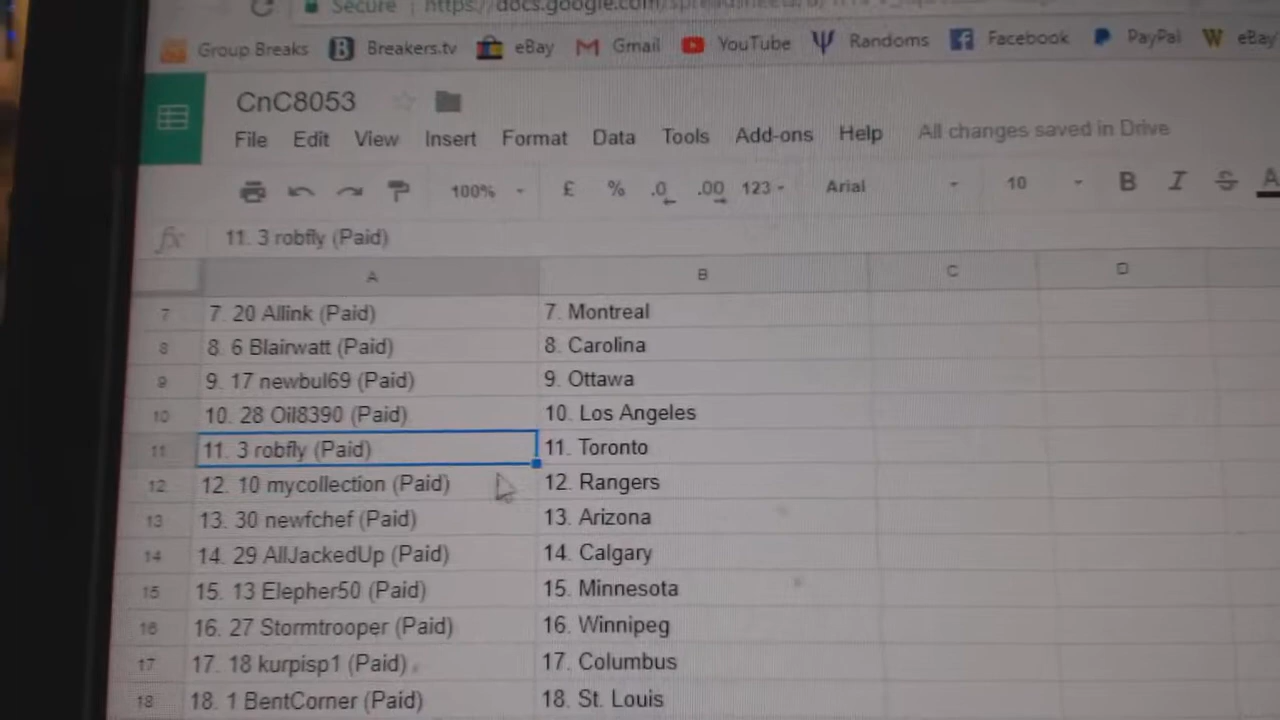 Secure https://docs.google.com/spreadsheets/d/
Group Breaks Breakers.tv eBay Gmail YouTube Randoms Facebook PayPal eBay
CnC8053
File Edit View Insert Format Data Tools Add-ons Help All changes saved in Drive
100% £ % .0 .00 123 Arial 10 B I S A
fx 11. 3 robfly (Paid)
A B C D
7 7. 20 Allink (Paid) 7. Montreal
8 8. 6 Blairwatt (Paid) 8. Carolina
9 9. 17 newbul69 (Paid) 9. Ottawa
10 10. 28 Oil8390 (Paid) 10. Los Angeles
11 11. 3 robfly (Paid) 11. Toronto
12 12. 10 mycollection (Paid) 12. Rangers
13 13. 30 newfchef (Paid) 13. Arizona
14 14. 29 AllJackedUp (Paid) 14. Calgary
15 15. 13 Elepher50 (Paid) 15. Minnesota
16 16. 27 Stormtrooper (Paid) 16. Winnipeg
17 17. 18 kurpisp1 (Paid) 17. Columbus
18 18. 1 BentCorner (Paid) 18. St. Louis